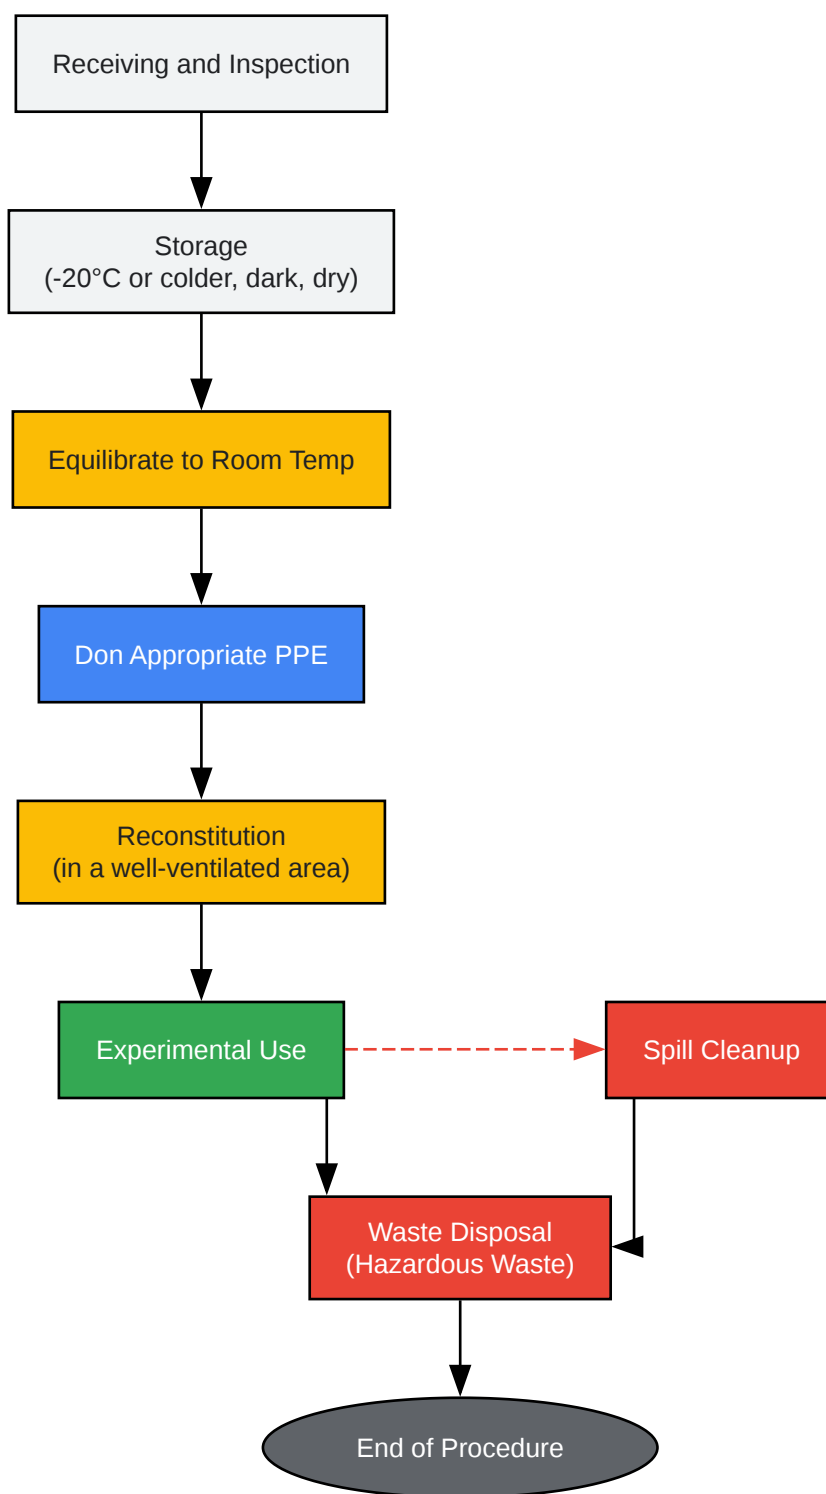 Receiving and Inspection
Storage
(-20°C or colder, dark, dry)
Equilibrate to Room Temp
Don Appropriate PPE
Reconstitution
(in a well-ventilated area)
Experimental Use
Spill Cleanup
Waste Disposal
(Hazardous Waste)
End of Procedure